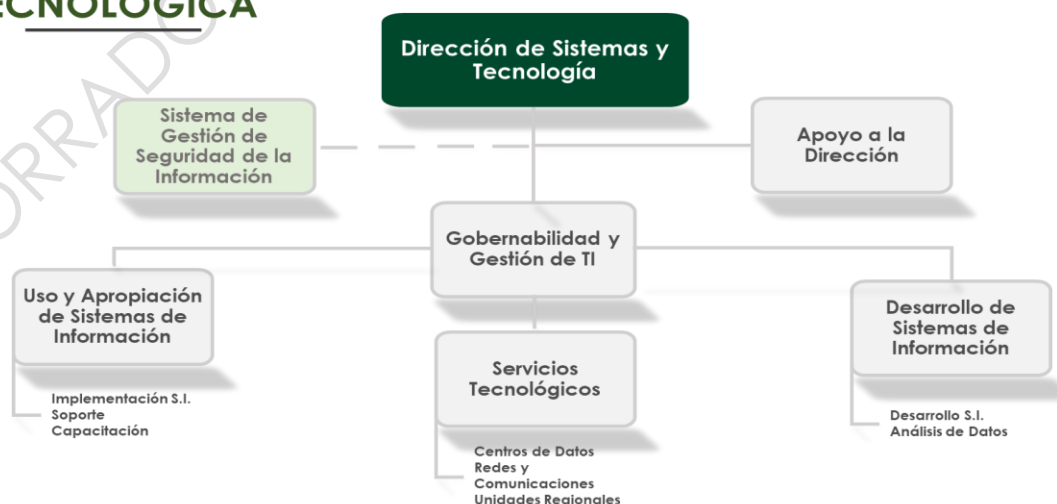 ECNOLÓGICA
Dirección de Sistemas y
Tecnología
Sistema de
Gestión de
Seguridad de la
Información
Apoyo a la
Dirección
Gobernabilidad y
Gestión de TI
Uso y Apropiación
de Sistemas de
Información
Implementación S.I.
Soporte
Capacitación
Servicios
Tecnológicos
Centros de Datos
Redes y
Comunicaciones
Unidades Regionales
Desarrollo de
Sistemas de
Información
Desarrollo S.I.
Análisis de Datos
ORRADO